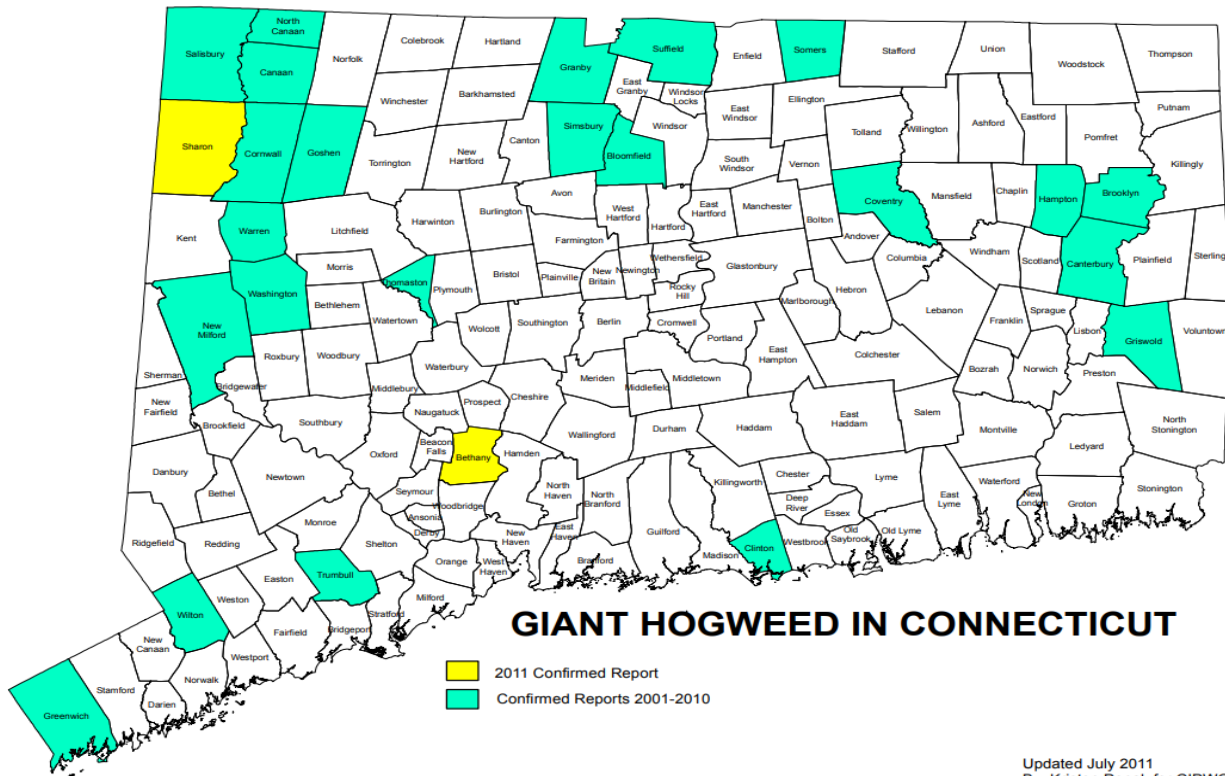 North
Canaan
Salisbury
Colebrook
Hartland
Suffield
Enfield
Somers
Stafford
Union
Thompson
Norfolk
Canaan
Granby
Woodstock
East
Granby
Windsor
Locks
Winchester
Barkhamsted
East
Windsor
Ellington
Putnam
Sharon
Cornwall
Goshen
Torrington
New
Hartford
Canton
Simsbury
Bloomfield
Windsor
South
Windsor
Vernon
Tolland
Willington
Ashford
Eastford
Pomfret
Killingly
Kent
Warren
Litchfield
Harwinton
Burlington
Avon
West
Hartford
Hartford
East
Hartford
Manchester
Bolton
Coventry
Mansfield
Chaplin
Hampton
Brooklyn
Farmington
Andover
Morris
Washington
Bethlehem
Thomaston
Plymouth
Bristol
Plainville
New
Britain
Newington
Wethersfield
Rocky
Hill
Glastonbury
Marlborough
Hebron
Columbia
Windham
Scotland
Canterbury
Plainfield
Sterling
New
Milford
Watertown
Wolcott
Southington
Berlin
Cromwell
Portland
East
Hampton
Colchester
Lebanon
Franklin
Sprague
Lisbon
Griswold
Voluntown
Sherman
Roxbury
Woodbury
Bridgewater
Middlebury
Waterbury
Meriden
Middlefield
Middletown
Bozrah
Norwich
Preston
New
Fairfield
Brookfield
Southbury
Naugatuck
Prospect
Cheshire
Wallingford
Durham
Haddam
East
Haddam
Salem
Montville
North
Stonington
Ledyard
Danbury
Bethel
Newtown
Oxford
Beacon
Falls
Bethany
Hamden
Seymour
Woodbridge
North
Haven
North
Branford
Killingworth
Chester
Deep
River
Essex
Lyme
East
Lyme
Waterford
New
London
Groton
Stonington
Ridgefield
Redding
Monroe
Ansonia
Derby
Shelton
Orange
West
Haven
New
Haven
East
Haven
Branford
Guilford
Madison
Clinton
Westbrook
Old
Saybrook
Old Lyme
Wilton
Weston
Easton
Trumbull
Stratford
Milford
Bridgeport
Fairfield
Westport
Norwalk
New
Canaan
Darien
Stamford
Greenwich
GIANT HOGWEED IN CONNECTICUT
2011 Confirmed Report
Confirmed Reports 2001-2010
Updated July 2011